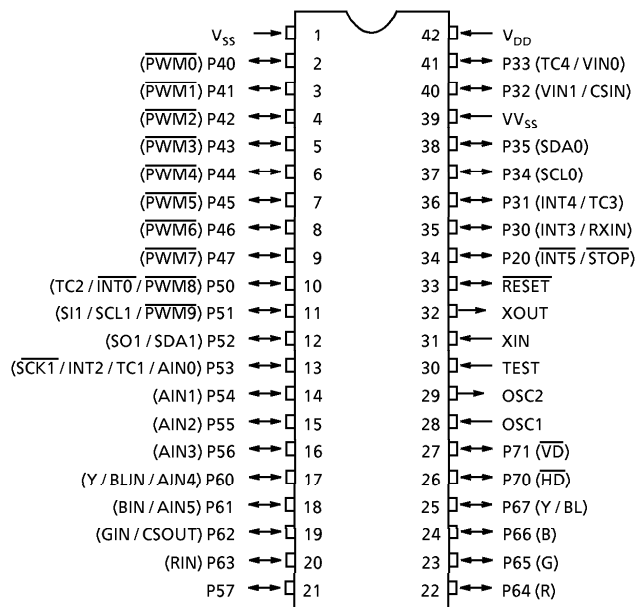 VSS 1 42 VDD
(PWM0) P40 2 41 P33 (TC4 / VIN0)
(PWM1) P41 3 40 P32 (VIN1 / CSIN)
(PWM2) P42 4 39 VVSS
(PWM3) P43 5 38 P35 (SDA0)
(PWM4) P44 6 37 P34 (SCL0)
(PWM5) P45 7 36 P31 (INT4 / TC3)
(PWM6) P46 8 35 P30 (INT3 / RXIN)
(PWM7) P47 9 34 P20 (INT5 / STOP)
(TC2 / INT0 / PWM8) P50 10 33 RESET
(SI1 / SCL1 / PWM9) P51 11 32 XOUT
(SO1 / SDA1) P52 12 31 XIN
(SCK1 / INT2 / TC1 / AIN0) P53 13 30 TEST
(AIN1) P54 14 29 OSC2
(AIN2) P55 15 28 OSC1
(AIN3) P56 16 27 P71 (VD)
(Y / BLIN / AIN4) P60 17 26 P70 (HD)
(BIN / AIN5) P61 18 25 P67 (Y / BL)
(GIN / CSOUT) P62 19 24 P66 (B)
(RIN) P63 20 23 P65 (G)
P57 21 22 P64 (R)